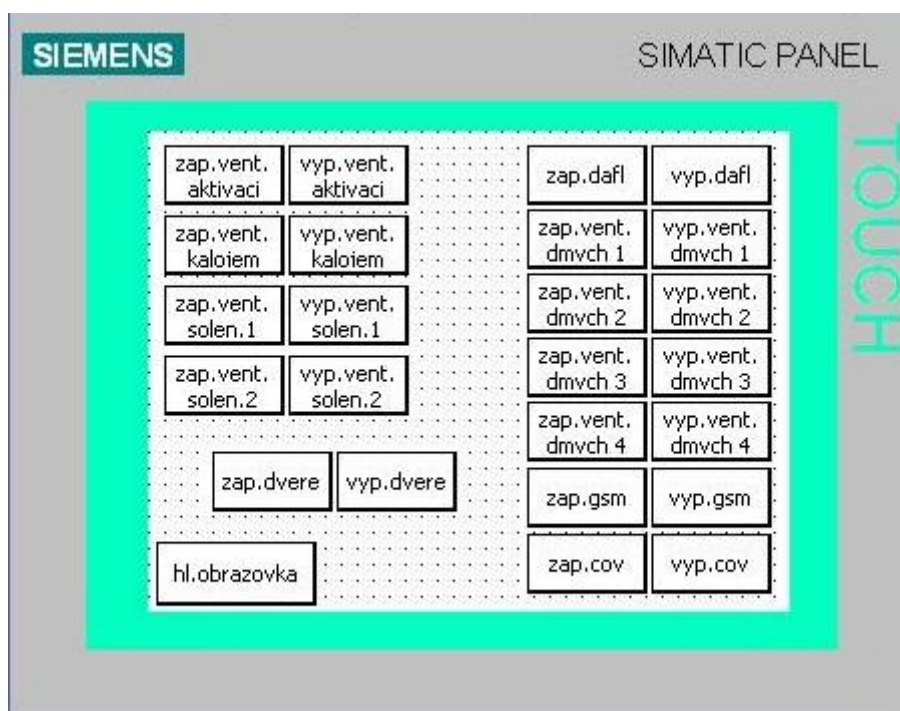 SIEMENS
SIMATIC PANEL
TOUCH
zap.vent.
aktivaci
vyp.vent.
aktivaci
zap.vent.
kaloiem
vyp.vent.
kaloiem
zap.vent.
solen.1
vyp.vent.
solen.1
zap.vent.
solen.2
vyp.vent.
solen.2
zap.dvere
vyp.dvere
hl.obrazovka
zap.dafl
vyp.dafl
zap.vent.
dmvch 1
vyp.vent.
dmvch 1
zap.vent.
dmvch 2
vyp.vent.
dmvch 2
zap.vent.
dmvch 3
vyp.vent.
dmvch 3
zap.vent.
dmvch 4
vyp.vent.
dmvch 4
zap.gsm
vyp.gsm
zap.cov
vyp.cov